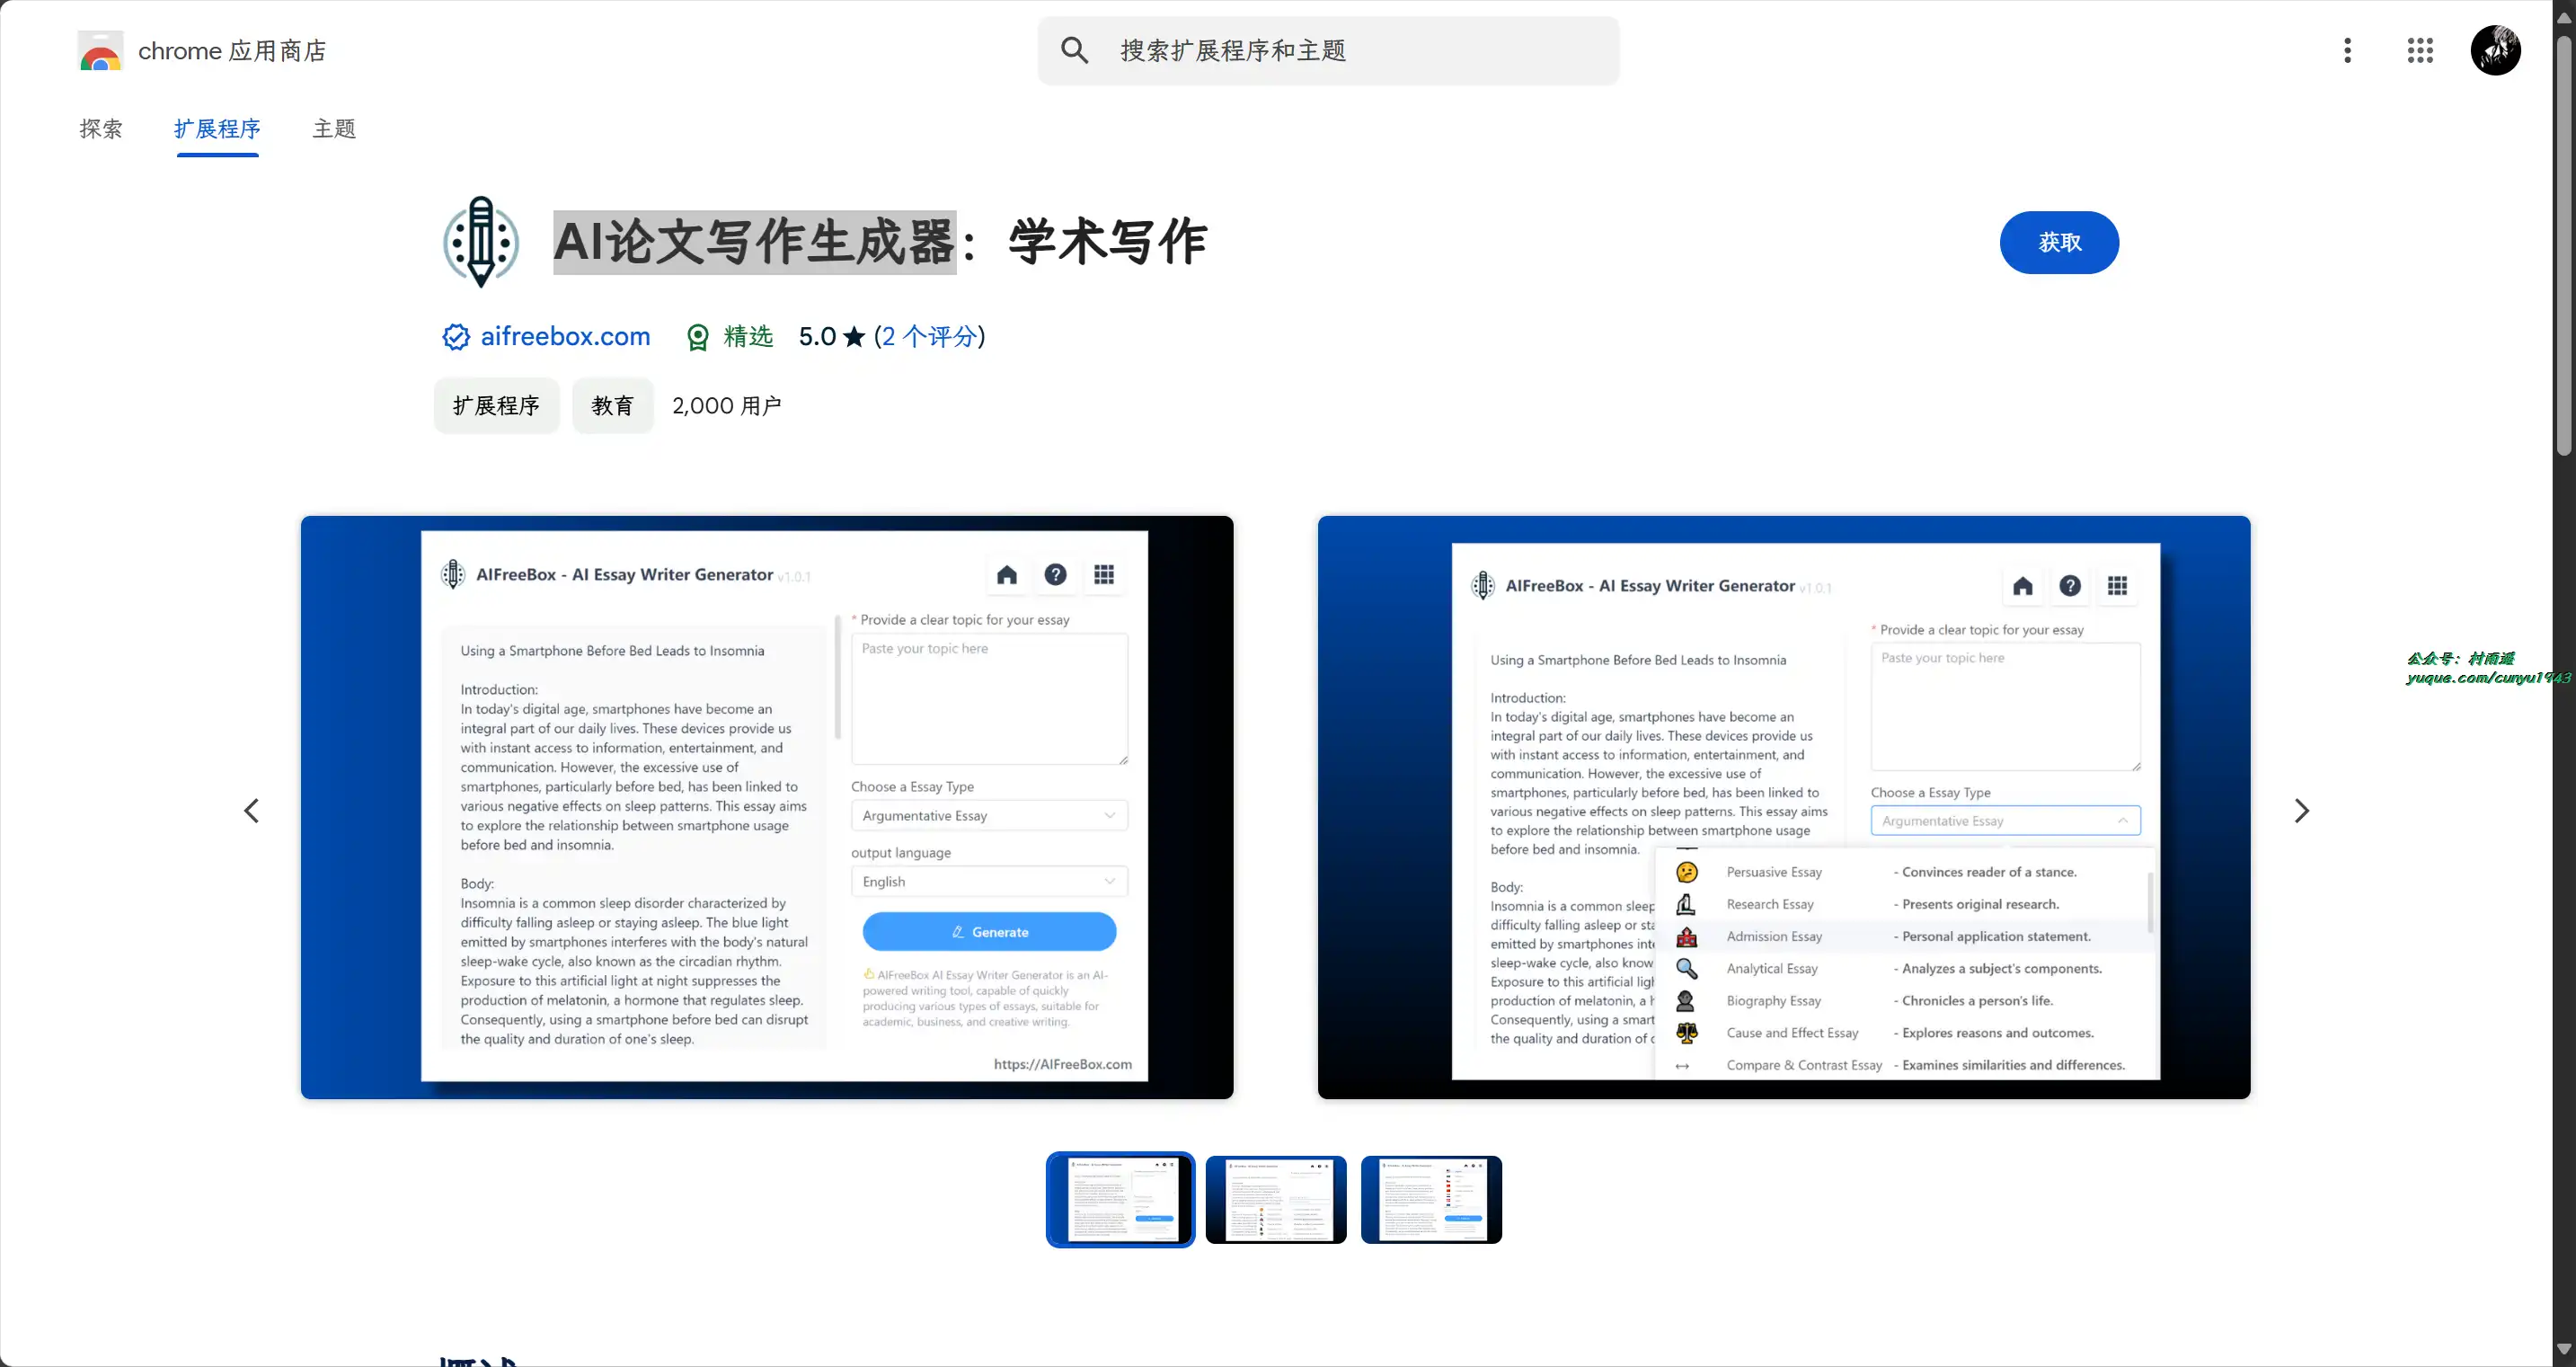 chrome 应用商店
搜索扩展程序和主题
探索
扩展程序
主题
AI论文写作生成器：学术写作
获取
aifreebox.com
精选
5.0 ★ (2 个评分)
扩展程序
教育
2,000 用户
AIFreeBox - AI Essay Writer Generator v1.0.1
Using a Smartphone Before Bed Leads to Insomnia
Introduction:
In today's digital age, smartphones have become an
integral part of our daily lives. These devices provide us
with instant access to information, entertainment, and
communication. However, the excessive use of
smartphones, particularly before bed, has been linked to
various negative effects on sleep patterns. This essay aims
to explore the relationship between smartphone usage
before bed and insomnia.
Body:
Insomnia is a common sleep disorder characterized by
difficulty falling asleep or staying asleep. The blue light
emitted by smartphones interferes with the body's natural
sleep-wake cycle, also known as the circadian rhythm.
Exposure to this artificial light at night suppresses the
production of melatonin, a hormone that regulates sleep.
Consequently, using a smartphone before bed can disrupt
the quality and duration of one's sleep.
* Provide a clear topic for your essay
Paste your topic here
Choose a Essay Type
Argumentative Essay
output language
English
Generate
AIFreeBox AI Essay Writer Generator is an AI-
powered writing tool, capable of quickly
producing various types of essays, suitable for
academic, business, and creative writing.
https://AIFreeBox.com
AIFreeBox - AI Essay Writer Generator v1.0.1
Using a Smartphone Before Bed Leads to Insomnia
Introduction:
In today's digital age, smartphones have become an
integral part of our daily lives. These devices provide us
with instant access to information, entertainment, and
communication. However, the excessive use of
smartphones, particularly before bed, has been linked to
various negative effects on sleep patterns. This essay aims
to explore the relationship between smartphone usage
before bed and insomnia.
Body:
Insomnia is a common sleep
difficulty falling asleep or sta
emitted by smartphones inte
sleep-wake cycle, also know
Exposure to this artificial ligh
production of melatonin, a h
Consequently, using a smart
the quality and duration of o
* Provide a clear topic for your essay
Paste your topic here
Choose a Essay Type
Argumentative Essay
Persuasive Essay - Convinces reader of a stance.
Research Essay - Presents original research.
Admission Essay - Personal application statement.
Analytical Essay - Analyzes a subject's components.
Biography Essay - Chronicles a person's life.
Cause and Effect Essay - Explores reasons and outcomes.
Compare & Contrast Essay - Examines similarities and differences.
公众号：村雨遥
yuque.com/cunyu1943